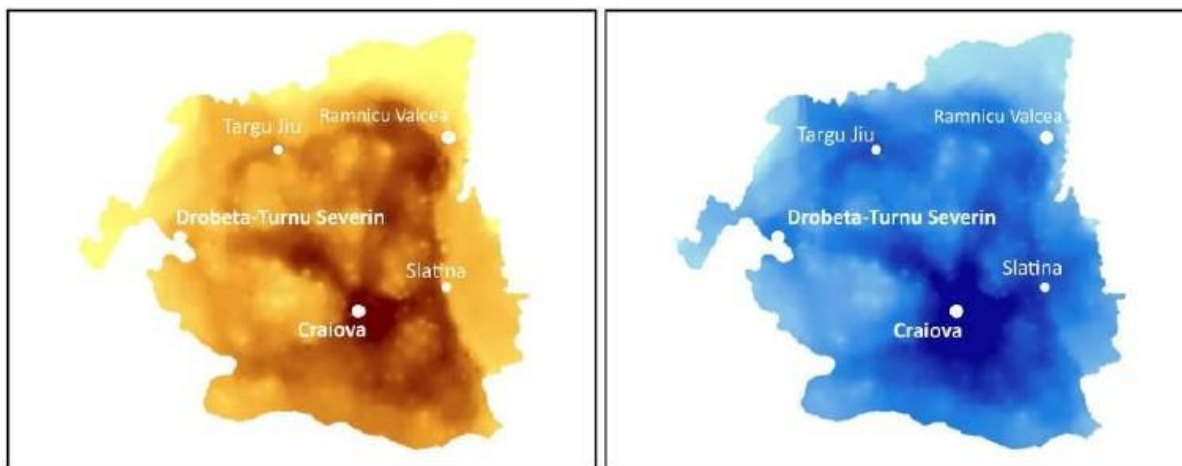 Ramnicu Valcea
Targu Jiu
Drobeta-Turnu Severin
Slatina
Craiova
Ramnicu Valcea
Targu Jiu
Drobeta-Turnu Severin
Slatina
Craiova